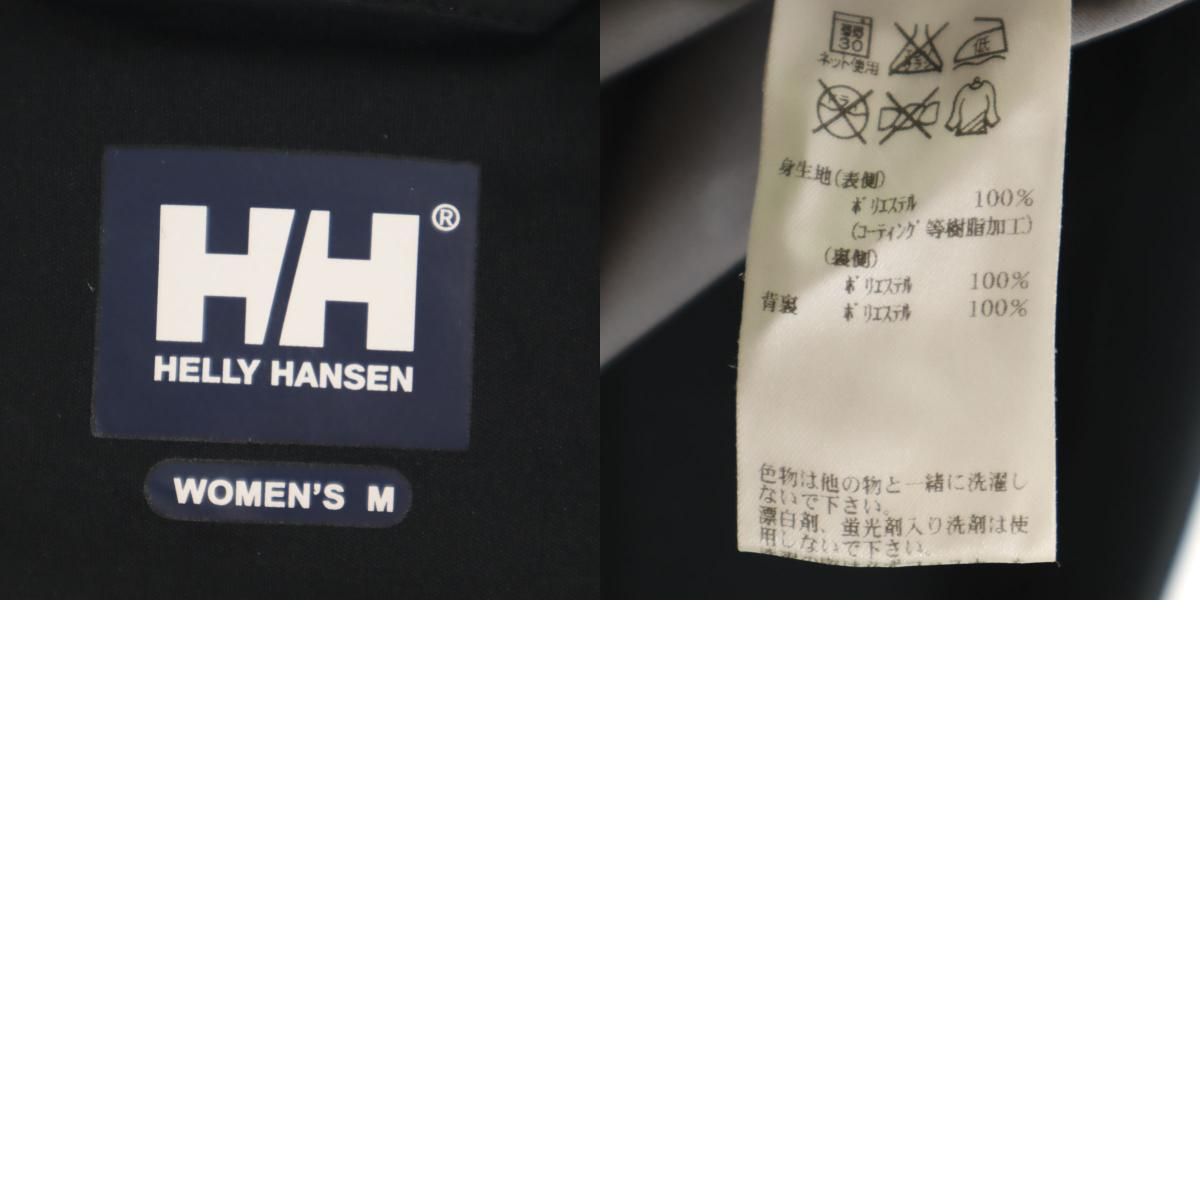 HH®
HELLY HANSEN
WOMEN'S M
30
低
ネット使用
身生地(表側)
ポリエステル 100%
(コーティング等樹脂加工)
(裏側)
ポリエステル 100%
背裏 ポリエステル 100%
色物は他の物と一緒に洗濯し
ないで下さい。
漂白剤、蛍光剤入り洗剤は使
用しないで下さい。